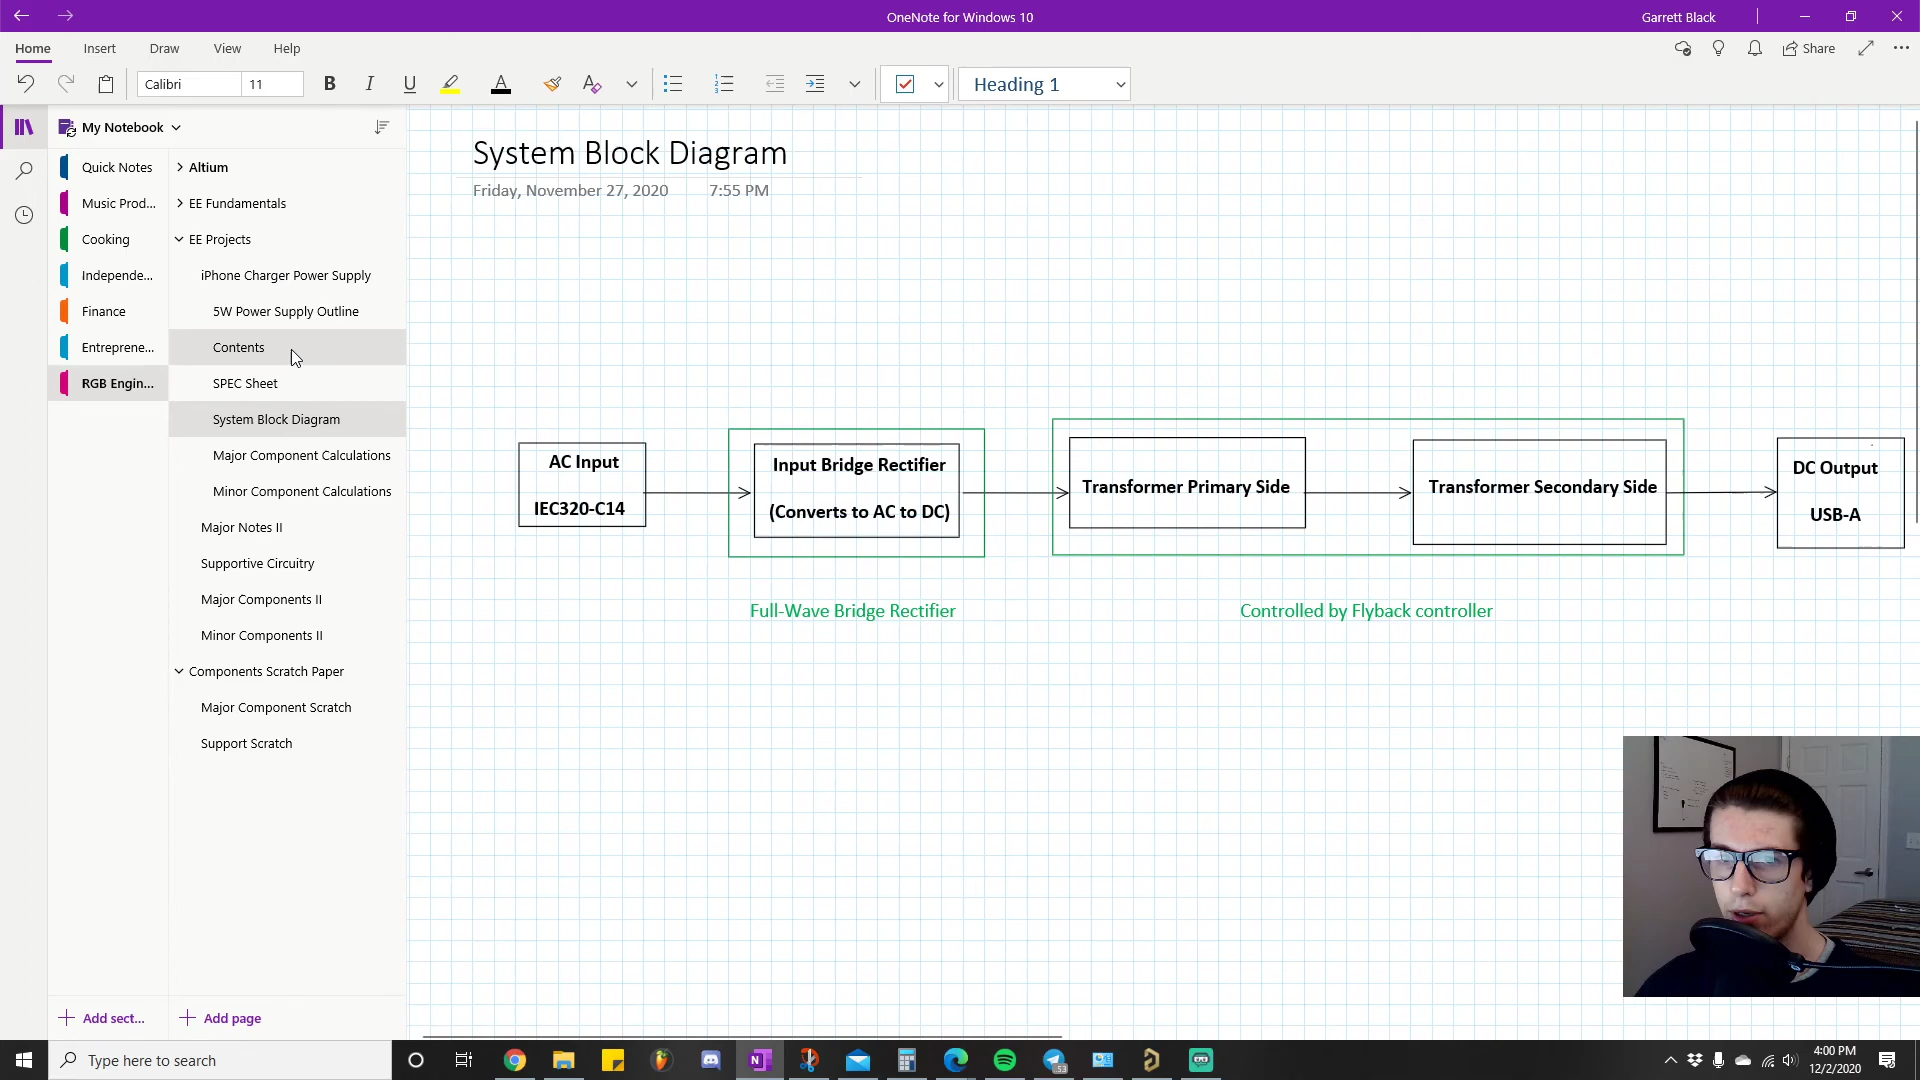 OneNote for Windows 10
Garrett Black
Home
Insert
Draw
View
Help
Share
Calibri
11
B
I
U
A
A
Heading 1
My Notebook
Quick Notes
Music Prod...
Cooking
Independe...
Finance
Entreprene...
RGB Engin...
Add sect...
Altium
EE Fundamentals
EE Projects
iPhone Charger Power Supply
5W Power Supply Outline
Contents
SPEC Sheet
System Block Diagram
Major Component Calculations
Minor Component Calculations
Major Notes II
Supportive Circuitry
Major Components II
Minor Components II
Components Scratch Paper
Major Component Scratch
Support Scratch
Add page
System Block Diagram
Friday, November 27, 2020 7:55 PM
AC Input
IEC320-C14
Input Bridge Rectifier
(Converts to AC to DC)
Transformer Primary Side
Transformer Secondary Side
DC Output
USB-A
Full-Wave Bridge Rectifier
Controlled by Flyback controller
Type here to search
53
4:00 PM
12/2/2020